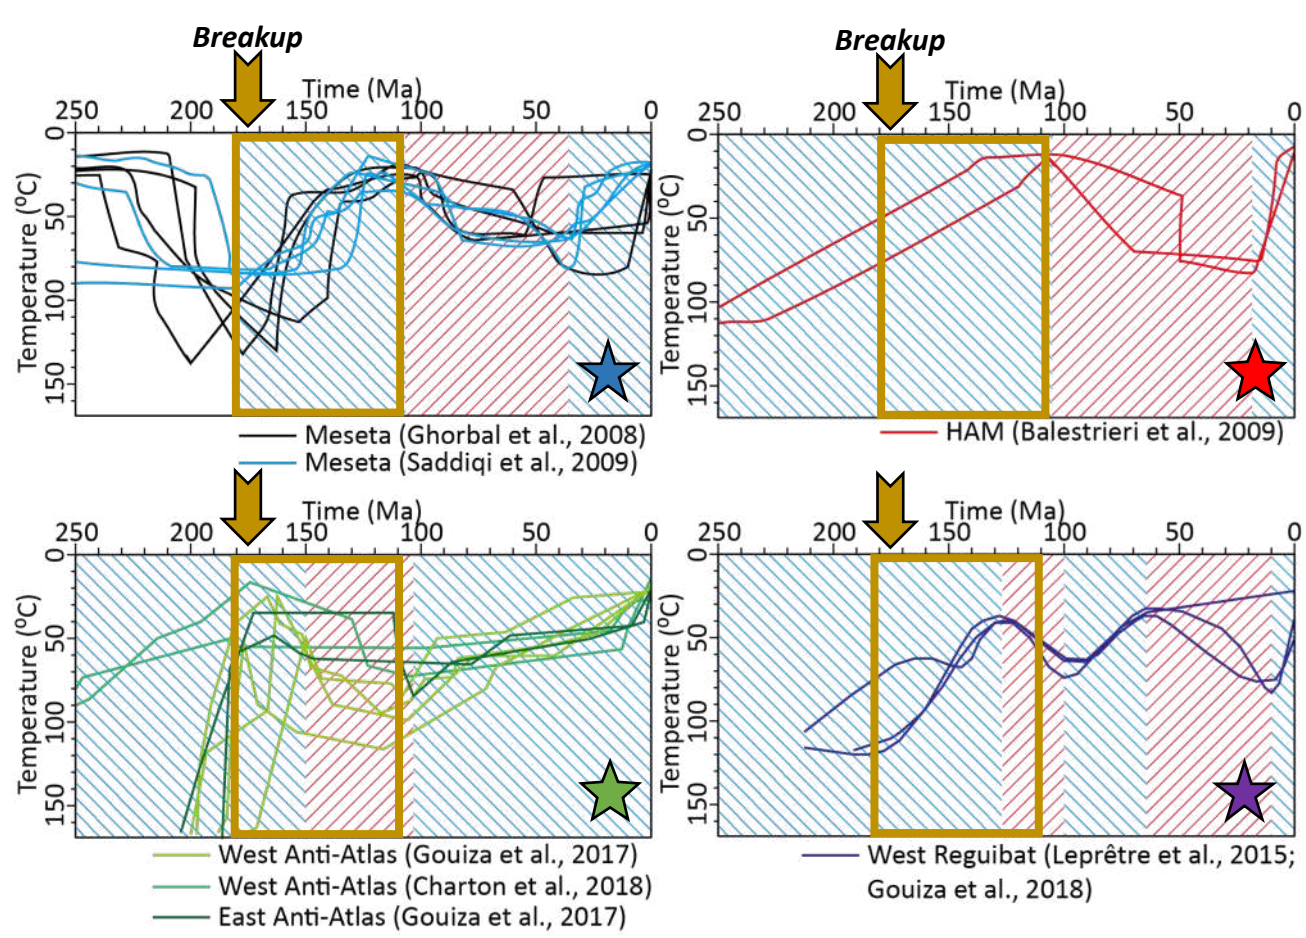 Breakup
Breakup
Time (Ma)
250 200 150 100 50 0
Temperature (ºC)
0
50
100
150
Meseta (Ghorbal et al., 2008)
Meseta (Saddiqi et al., 2009)
Time (Ma)
250 200 150 100 50 0
Temperature (ºC)
0
50
100
150
HAM (Balestrieri et al., 2009)
Time (Ma)
250 200 150 100 50 0
Temperature (ºC)
0
50
100
150
West Anti-Atlas (Gouiza et al., 2017)
West Anti-Atlas (Charton et al., 2018)
East Anti-Atlas (Gouiza et al., 2017)
Time (Ma)
250 200 150 100 50 0
Temperature (ºC)
0
50
100
150
West Reguibat (Leprêtre et al., 2015;
Gouiza et al., 2018)